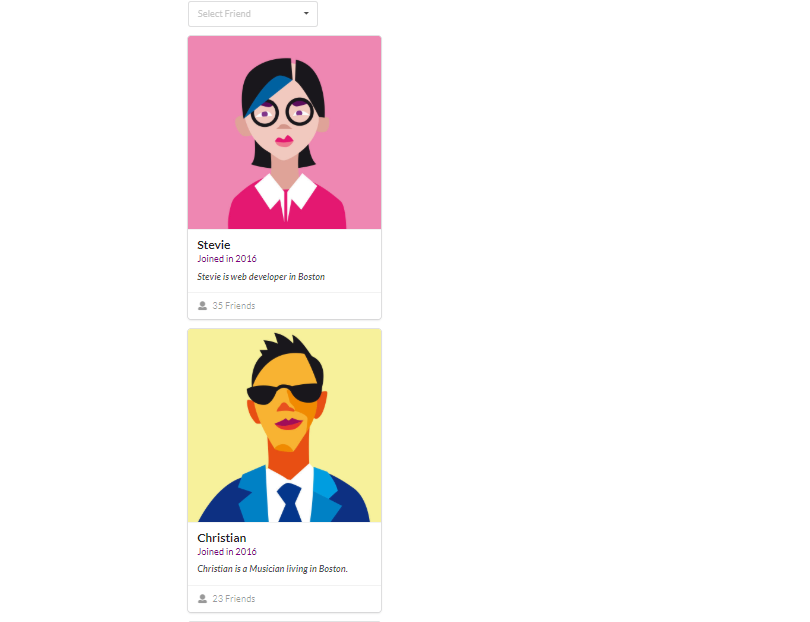 Select Friend
Stevie
Joined in 2016
Stevie is web developer in Boston
35 Friends
Christian
Joined in 2016
Christian is a Musician living in Boston.
23 Friends